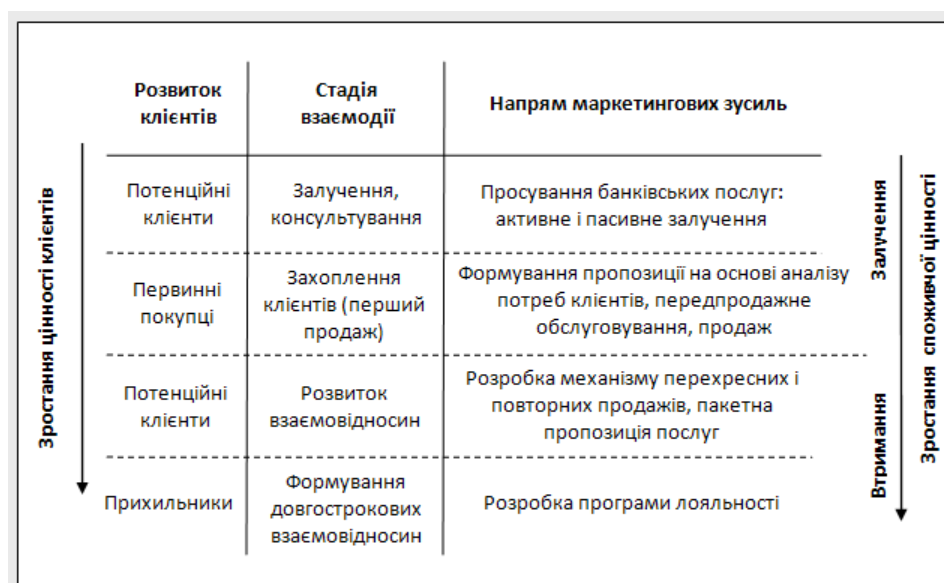 Розвиток
клієнтів
Стадія
взаємодії
Напрям маркетингових зусиль
Зростання цінності клієнтів
Потенційні
клієнти
Залучення,
консультування
Просування банківських послуг:
активне і пасивне залучення
Первинні
покупці
Захоплення
клієнтів (перший
продаж)
Формування пропозиції на основі аналізу
потреб клієнтів, передпродажне
обслуговування, продаж
Потенційні
клієнти
Розвиток
взаємовідносин
Розробка механізму перехресних і
повторних продажів, пакетна
пропозиція послуг
Прихильники
Формування
довгострокових
взаємовідносин
Розробка програми лояльності
Залучення
Втримання
Зростання споживчої цінності